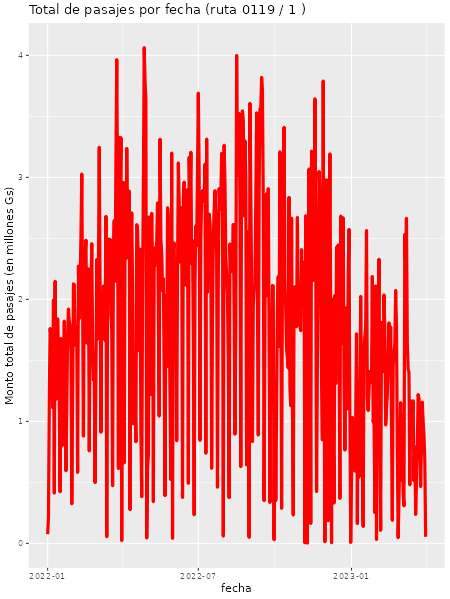 Total de pasajes por fecha (ruta 0119 / 1 )
Monto total de pasajes (en millones Gs)
4
3
2
1
0
2022-01
2022-07
2023-01
fecha